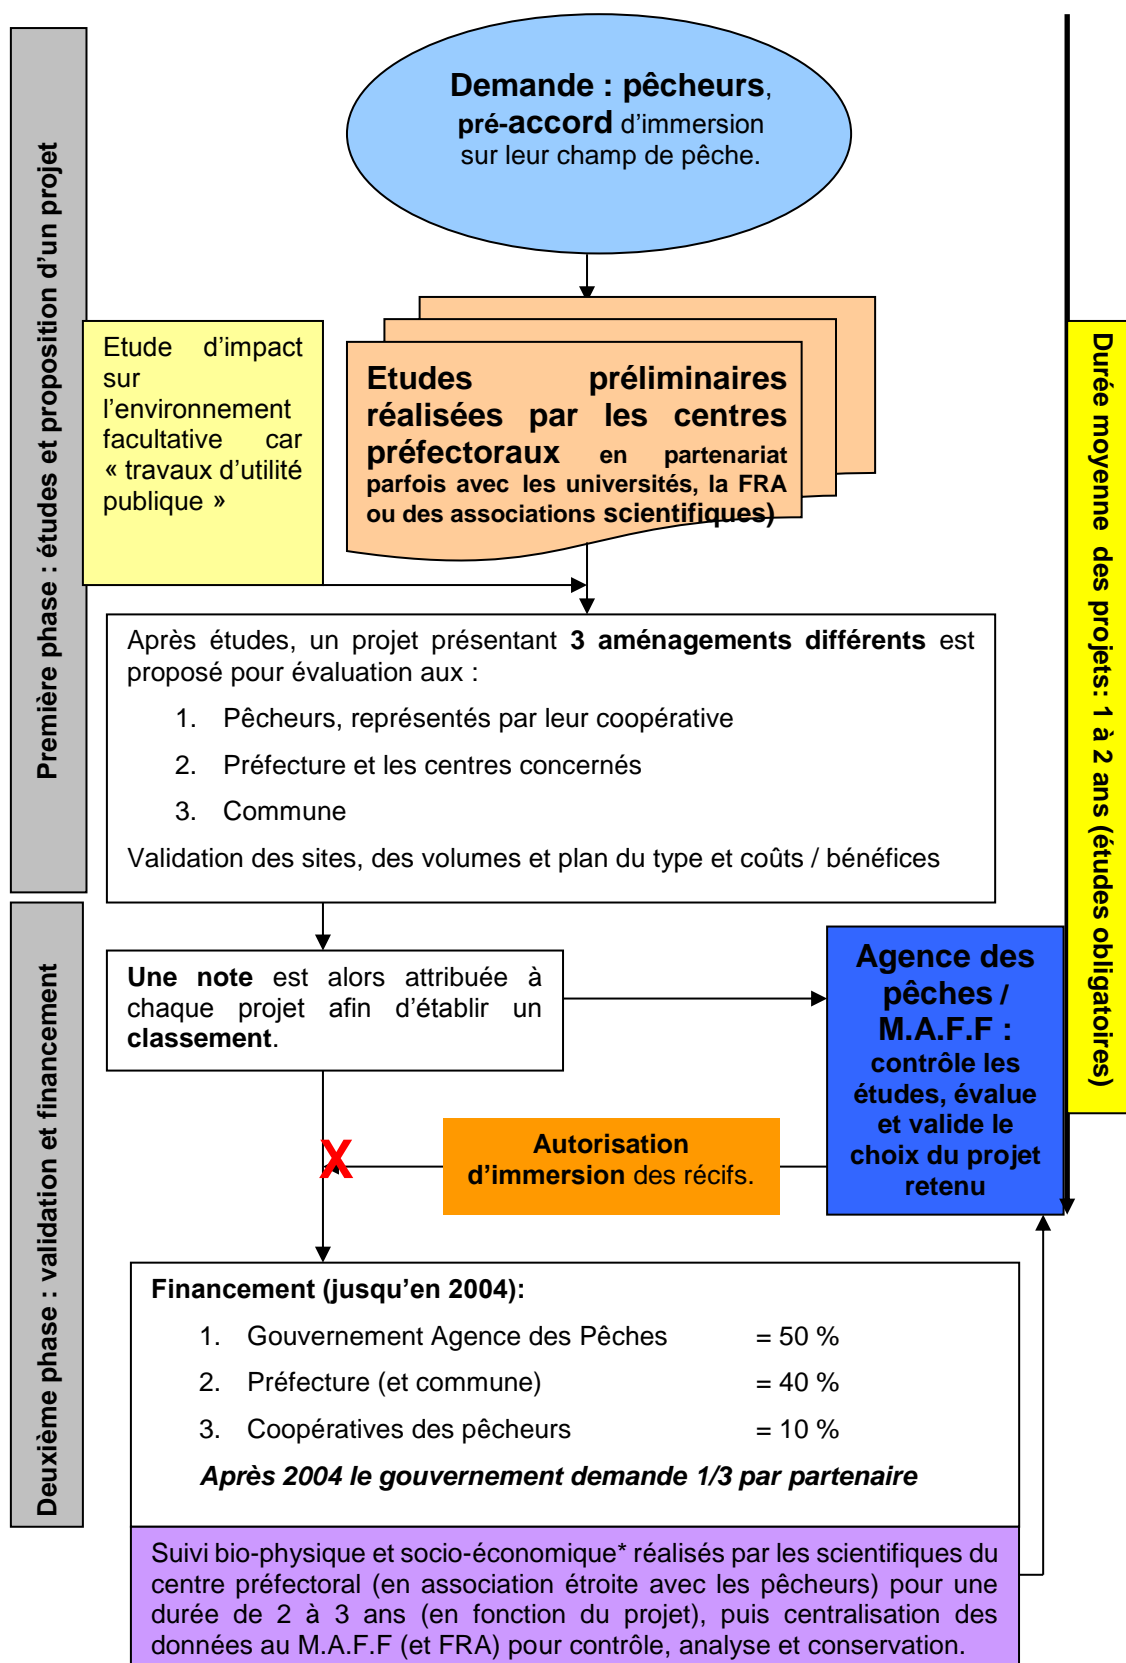 Première phase : études et proposition d'un projet
Demande : pêcheurs,
pré-accord d'immersion
sur leur champ de pêche.
Etude d'impact
sur
l'environnement
facultative car
« travaux d'utilité
publique »
Etudes préliminaires
réalisées par les centres
préfectoraux en partenariat
parfois avec les universités, la FRA
ou des associations scientifiques)
Durée moyenne des projets: 1 à 2 ans (études obligatoires)
Après études, un projet présentant 3 aménagements différents est
proposé pour évaluation aux :
1. Pêcheurs, représentés par leur coopérative
2. Préfecture et les centres concernés
3. Commune
Validation des sites, des volumes et plan du type et coûts / bénéfices
Deuxième phase : validation et financement
Une note est alors attribuée à
chaque projet afin d'établir un
classement.
Agence des
pêches /
M.A.F.F :
contrôle les
études, évalue
et valide le
choix du projet
retenu
X
Autorisation
d'immersion des récifs.
Financement (jusqu'en 2004):
1. Gouvernement Agence des Pêches = 50 %
2. Préfecture (et commune) = 40 %
3. Coopératives des pêcheurs = 10 %
Après 2004 le gouvernement demande 1/3 par partenaire
Suivi bio-physique et socio-économique* réalisés par les scientifiques du
centre préfectoral (en association étroite avec les pêcheurs) pour une
durée de 2 à 3 ans (en fonction du projet), puis centralisation des
données au M.A.F.F (et FRA) pour contrôle, analyse et conservation.